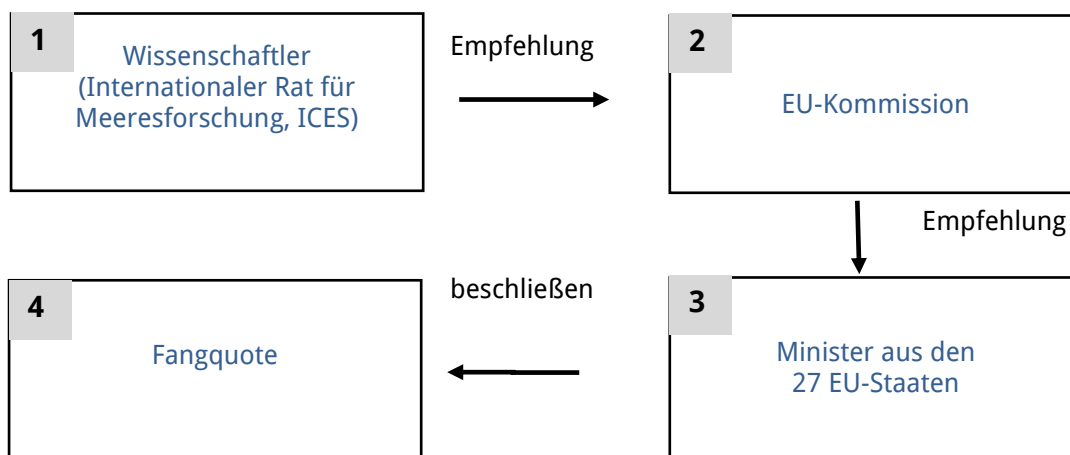 1
Wissenschaftler
(Internationaler Rat für
Meeresforschung, ICES)
Empfehlung
2
EU-Kommission
Empfehlung
3
Minister aus den
27 EU-Staaten
beschließen
4
Fangquote